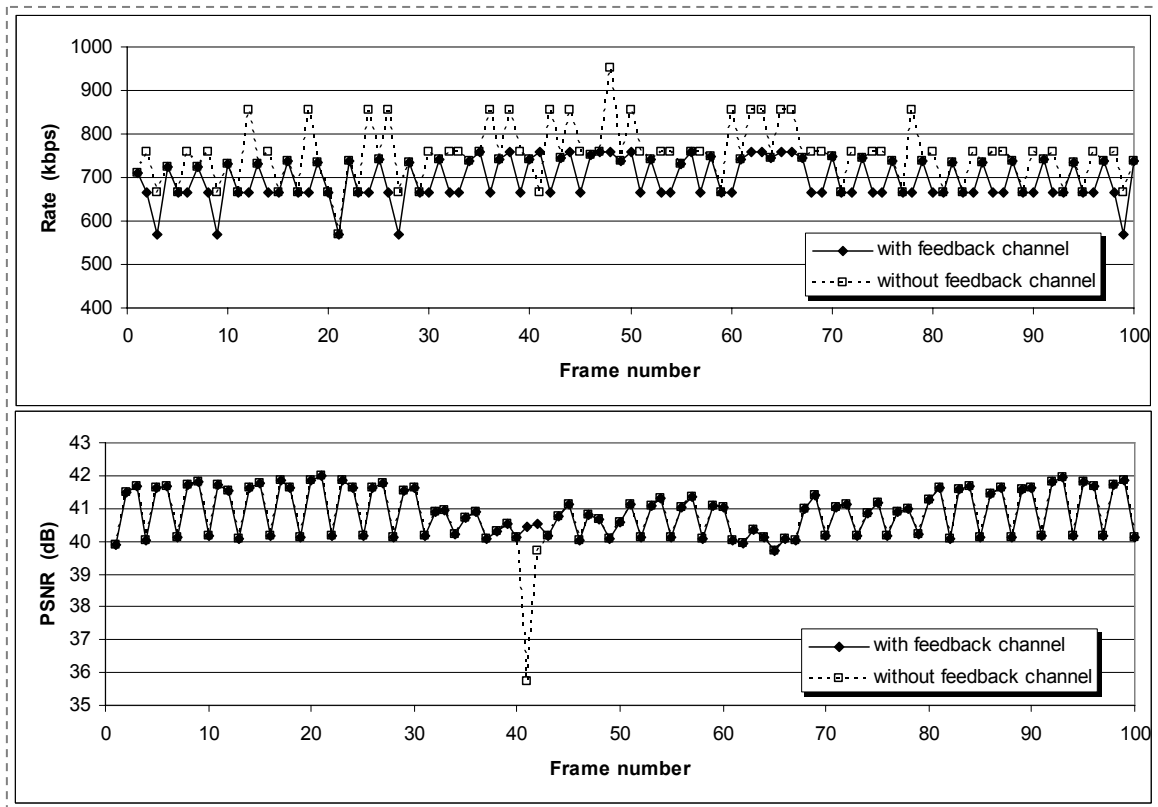 1000
900
800
700
600
500
400
Rate (kbps)
with feedback channel
without feedback channel
0 10 20 30 40 50 60 70 80 90 100
Frame number
43
42
41
40
39
38
37
36
35
PSNR (dB)
with feedback channel
without feedback channel
0 10 20 30 40 50 60 70 80 90 100
Frame number